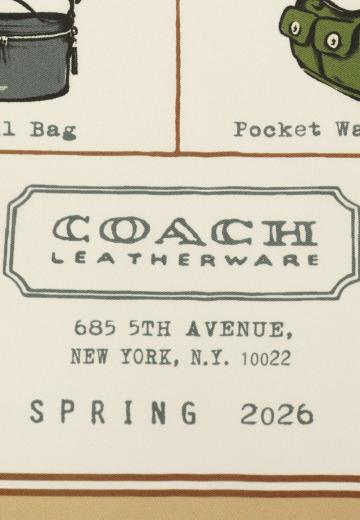 l Bag
Pocket Wa
COACH
LEATHERWARE
685 5TH AVENUE,
NEW YORK, N.Y. 10022
SPRING 2026